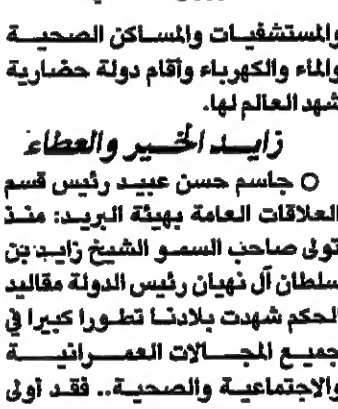 والمستشفيات والمساكن الصحية
والماء والكهرباء وأقام دولة حضارية
شهد العالم لها.
زايد الخير والعطاء
○ جاسم حسن عبيد رئيس قسم
العلاقات العامة بهيئة البريد: منذ
تولى صاحب السمو الشيخ زايد بن
سلطان آل نهيان رئيس الدولة مقاليد
الحكم شهدت بلادنا تطورا كبيرا في
جميع المجالات العمرانية
والاجتماعية والصحية.. فقد أولى